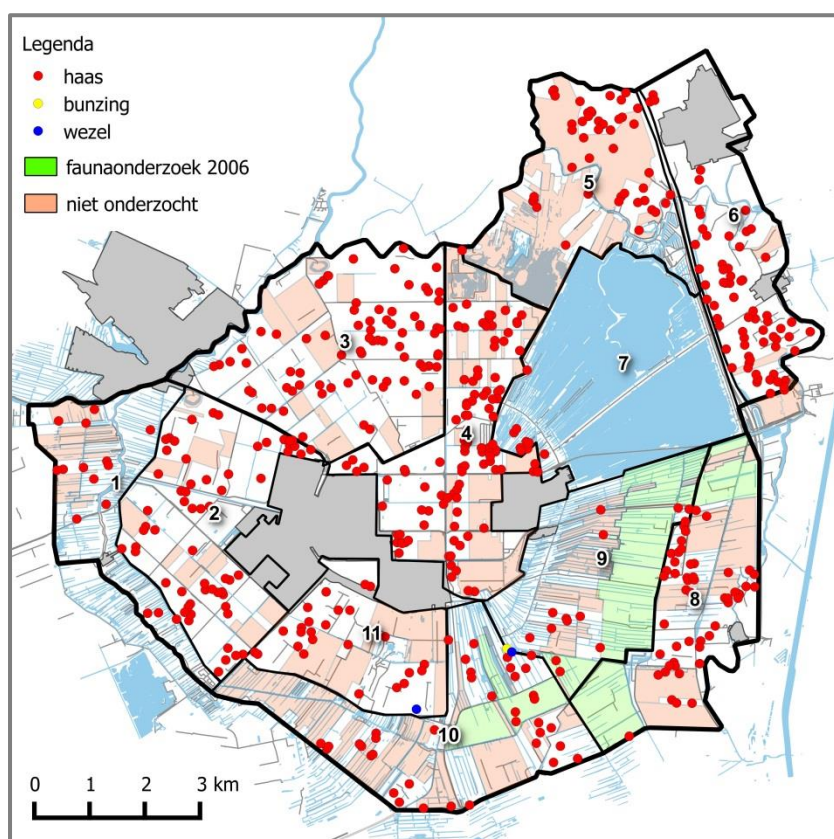 Legenda
haas
bunzing
wezel
faunaonderzoek 2006
niet onderzocht
5
6
3
7
4
1
2
9
8
11
10
0 1 2 3 km